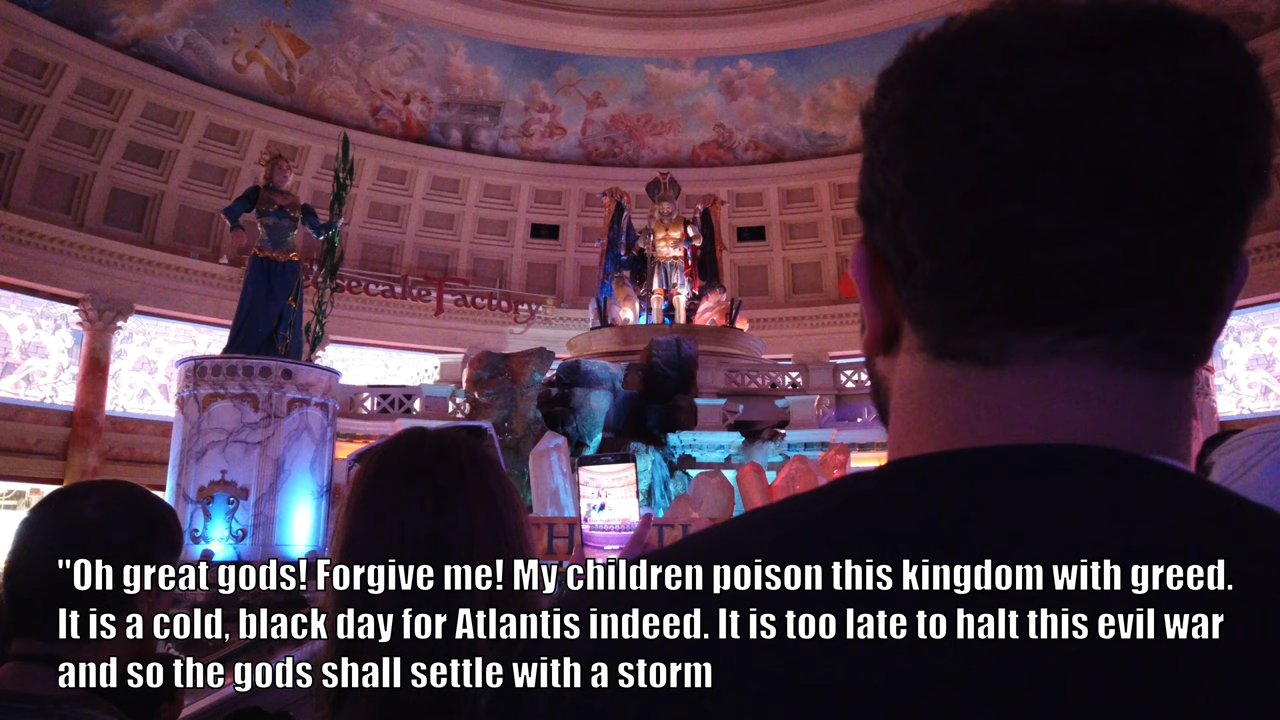 Factory
"Oh great gods! Forgive me! My children poison this kingdom with greed.
It is a cold, black day for Atlantis indeed. It is too late to halt this evil war
and so the gods shall settle with a storm